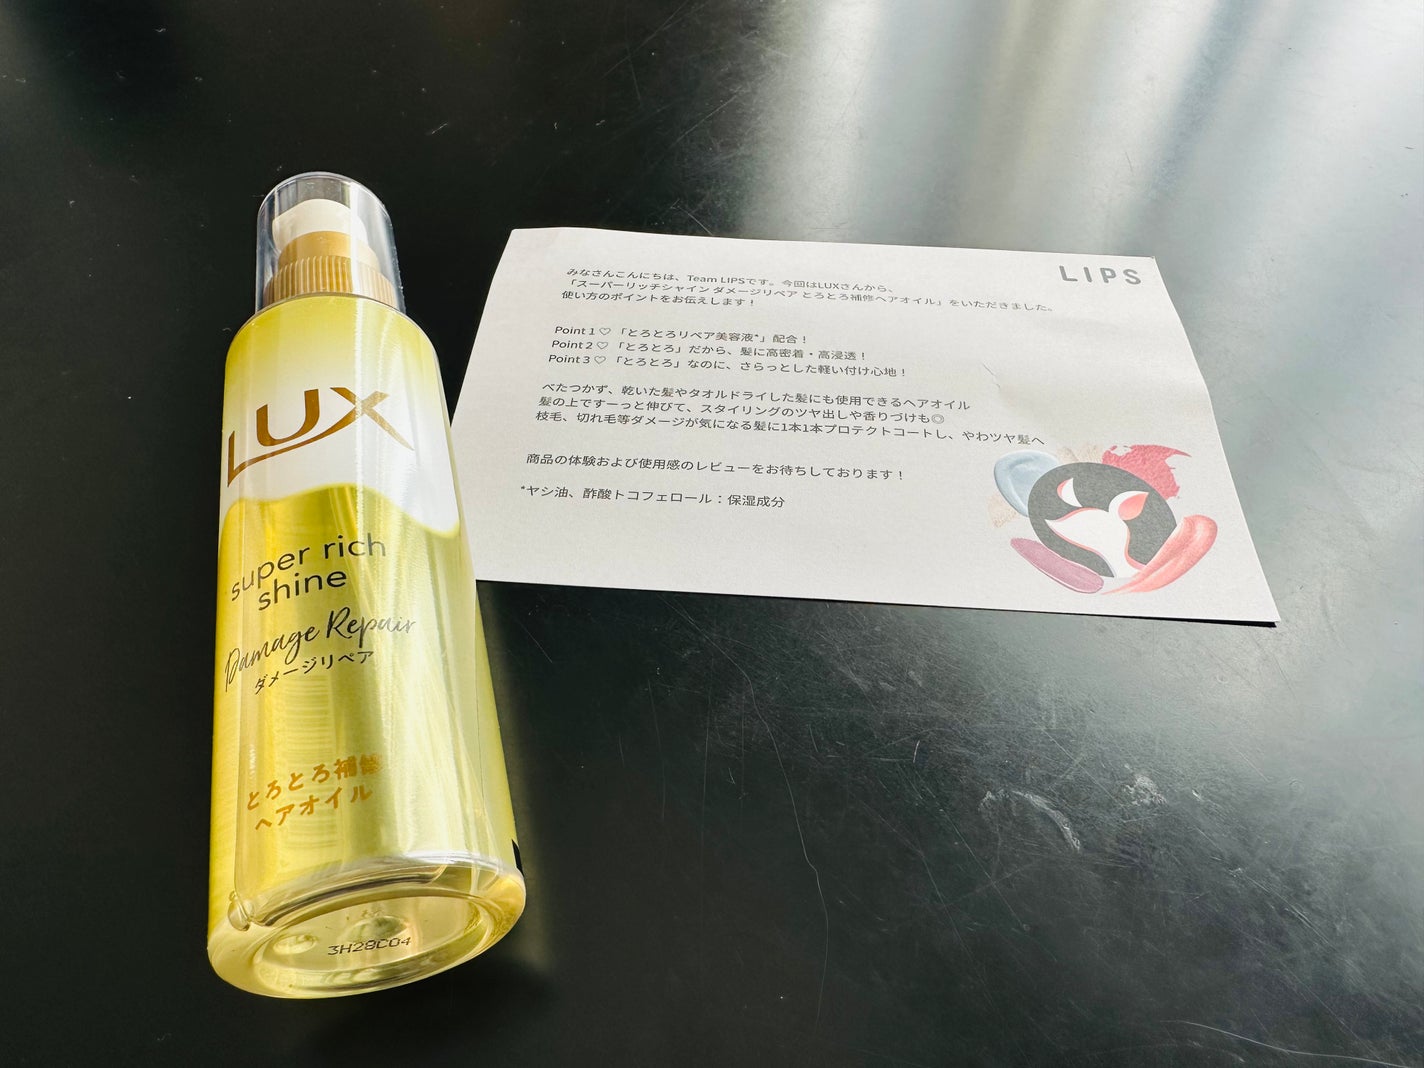 LUX
super rich
shine
Damage Repair
ダメージリペア
とろとろ補修
ヘアオイル
3H28C04
LIPS
みなさんこんにちは、Team LIPSです。今回はLUXさんから、
「スーパーリッチシャイン ダメージリペア とろとろ補修ヘアオイル」をいただきました。
使い方のポイントをお伝えします！
Point 1♡「とろとろリペア美容液*」配合！
Point 2♡「とろとろ」だから、髪に高密着・高浸透！
Point 3♡「とろとろ」なのに、さらっとした軽い付け心地！
べたつかず、乾いた髪やタオルドライした髪にも使用できるヘアオイル
髪の上ですーっと伸びて、スタイリングのツヤ出しや香りづけも◎
枝毛、切れ毛等ダメージが気になる髪に1本1本プロテクトコートし、やわツヤ髪へ
商品の体験および使用感のレビューをお待ちしております！
*ヤシ油、酢酸トコフェロール：保湿成分